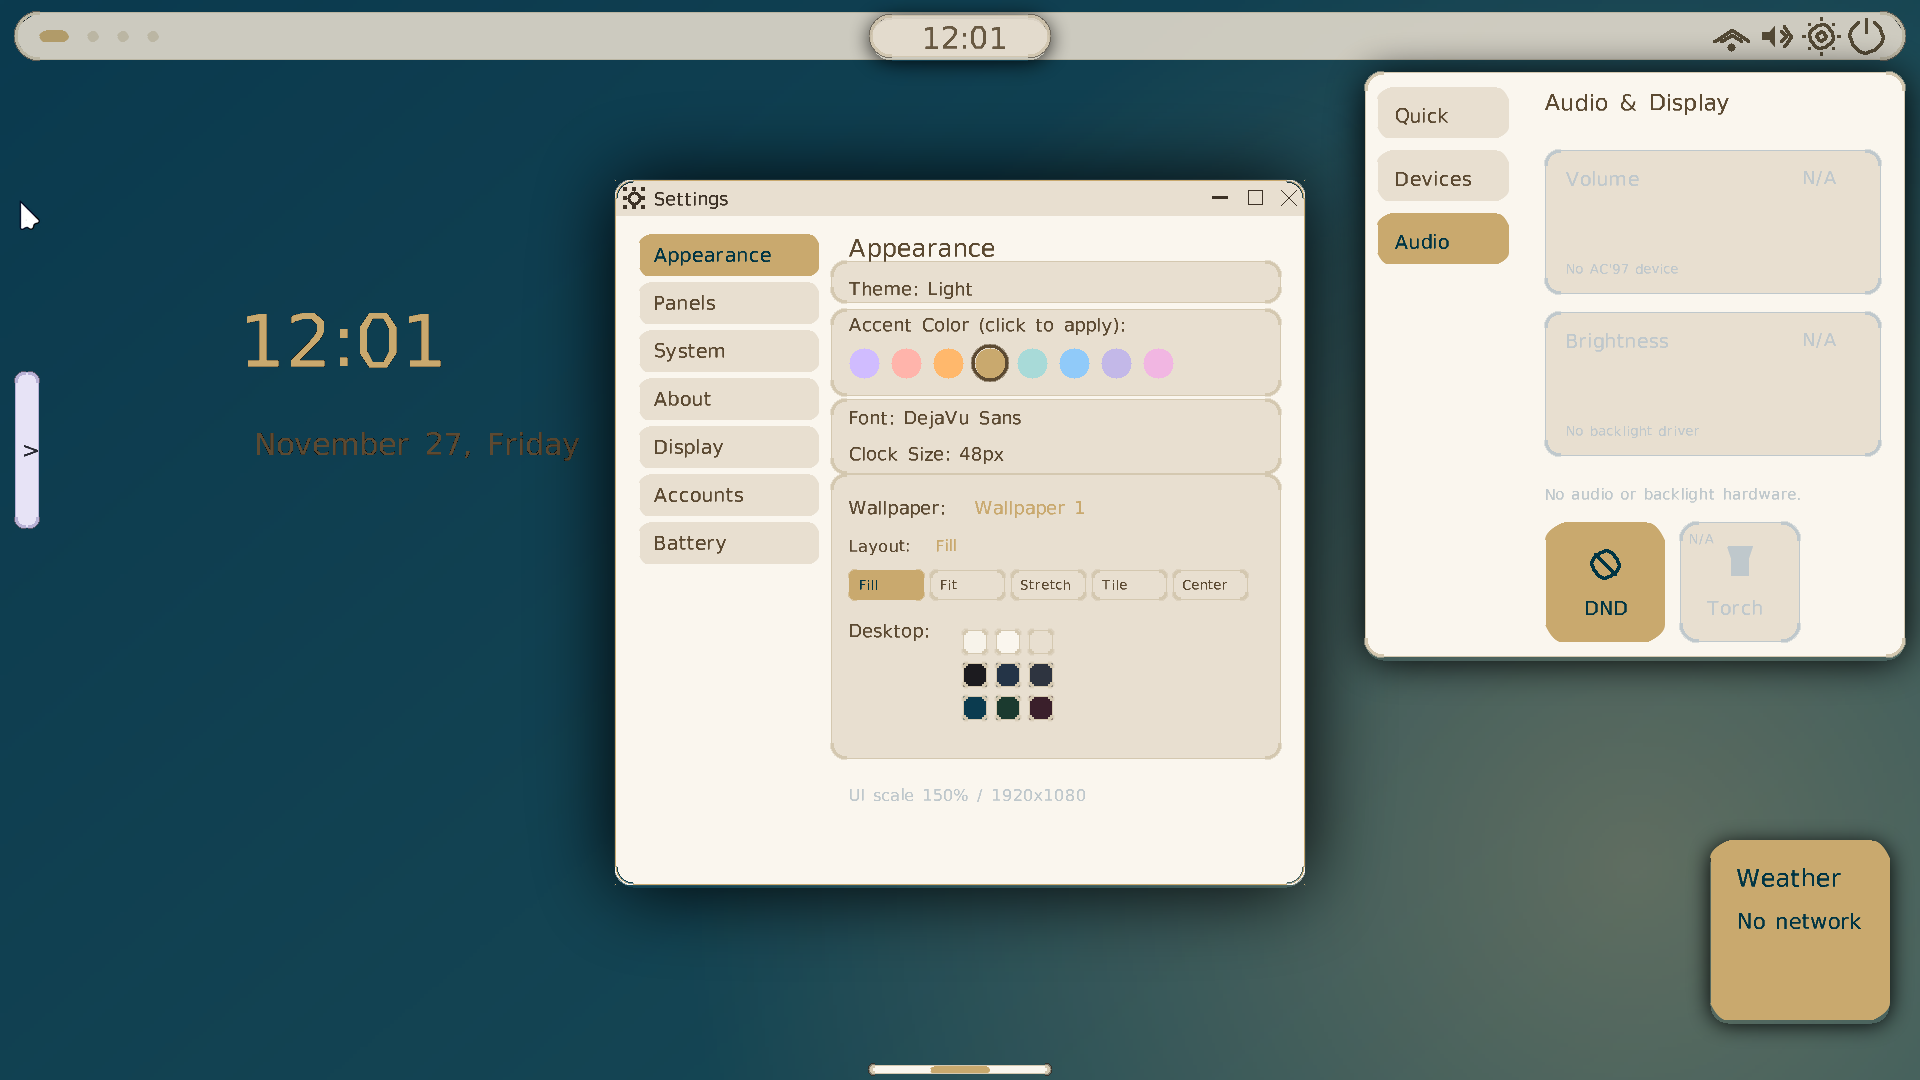 12:01
12:01
November 27, Friday
>
Settings
Appearance
Panels
System
About
Display
Accounts
Battery
Appearance
Theme: Light
Accent Color (click to apply):
Font: DejaVu Sans
Clock Size: 48px
Wallpaper: Wallpaper 1
Layout: Fill
Fill Fit Stretch Tile Center
Desktop:
UI scale 150% / 1920x1080
Quick
Devices
Audio
Audio & Display
Volume N/A
No AC'97 device
Brightness N/A
No backlight driver
No audio or backlight hardware.
DND
N/A
Torch
Weather
No network